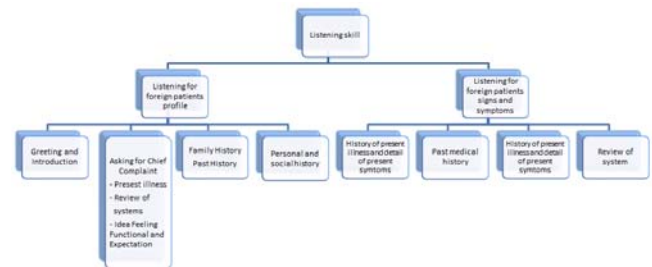 Listening skill
Listening for
foreign patients
profile
Listening for
foreign patients
signs and
symptoms
Greeting and
Introduction
Asking for Chief
Complaint
- Presest illness
- Review of
systems
- Idea Feeling
Functional and
Expectation
Family History
Past History
Personal and
social history
History of present
illness and detail
of present
symtoms
Past medical
history
History of present
illness and detail
of present
symtoms
Review of
system